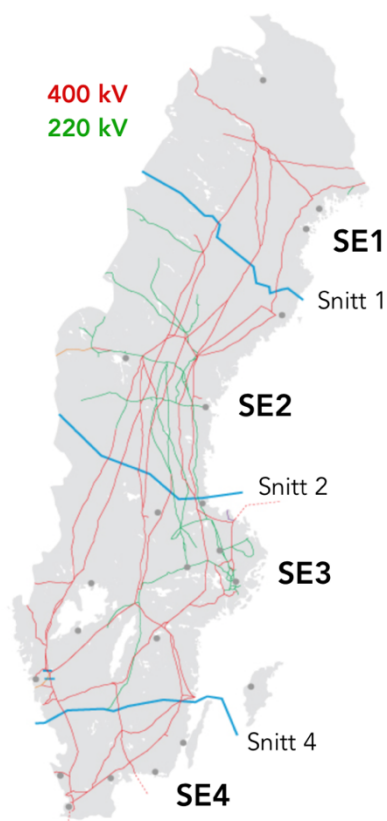 400 kV
220 kV
SE1
Snitt 1
SE2
Snitt 2
SE3
Snitt 4
SE4